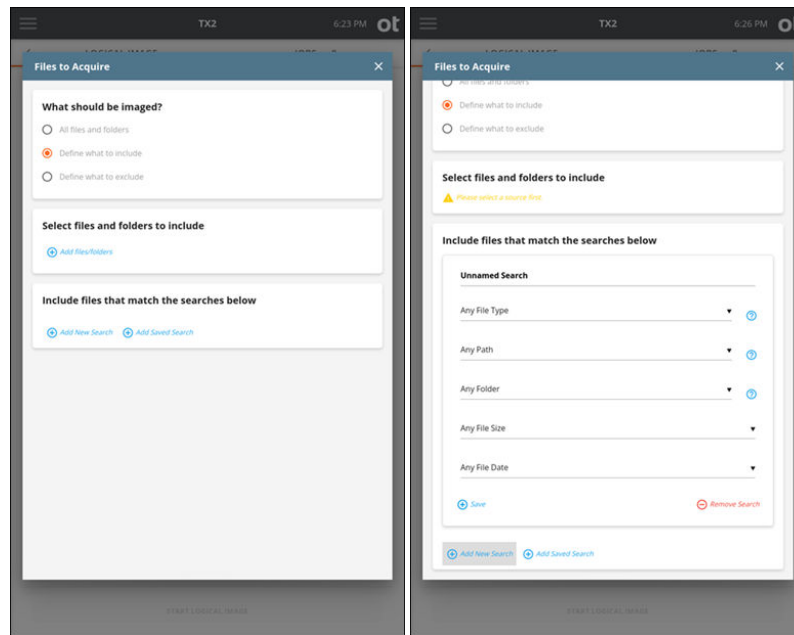 TX2
6:23 PM
ot
Files to Acquire
What should be imaged?
All files and folders
Define what to include
Define what to exclude
Select files and folders to include
Add files/folders
Include files that match the searches below
Add New Search
Add Saved Search
START LOGICAL IMAGE
TX2
6:26 PM
Files to Acquire
All files and folders
Define what to include
Define what to exclude
Select files and folders to include
Please select a source first
Include files that match the searches below
Unnamed Search
Any File Type
Any Path
Any Folder
Any File Size
Any File Date
Save
Remove Search
Add New Search
Add Saved Search
START LOGICAL IMAGE